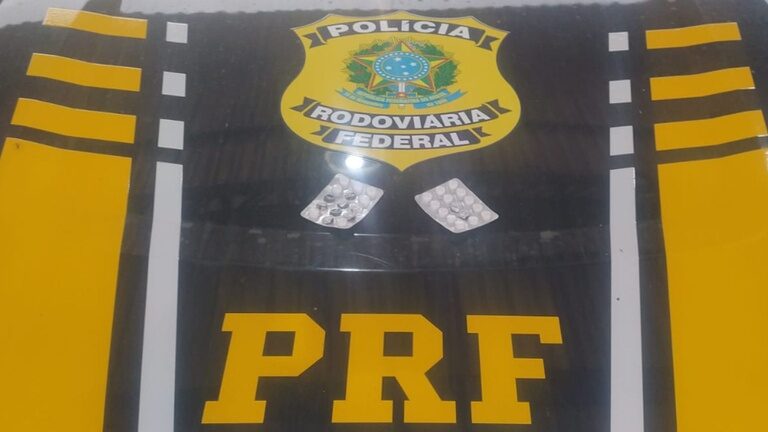 POLÍCIA
RODOVIÁRIA
FEDERAL
PRF